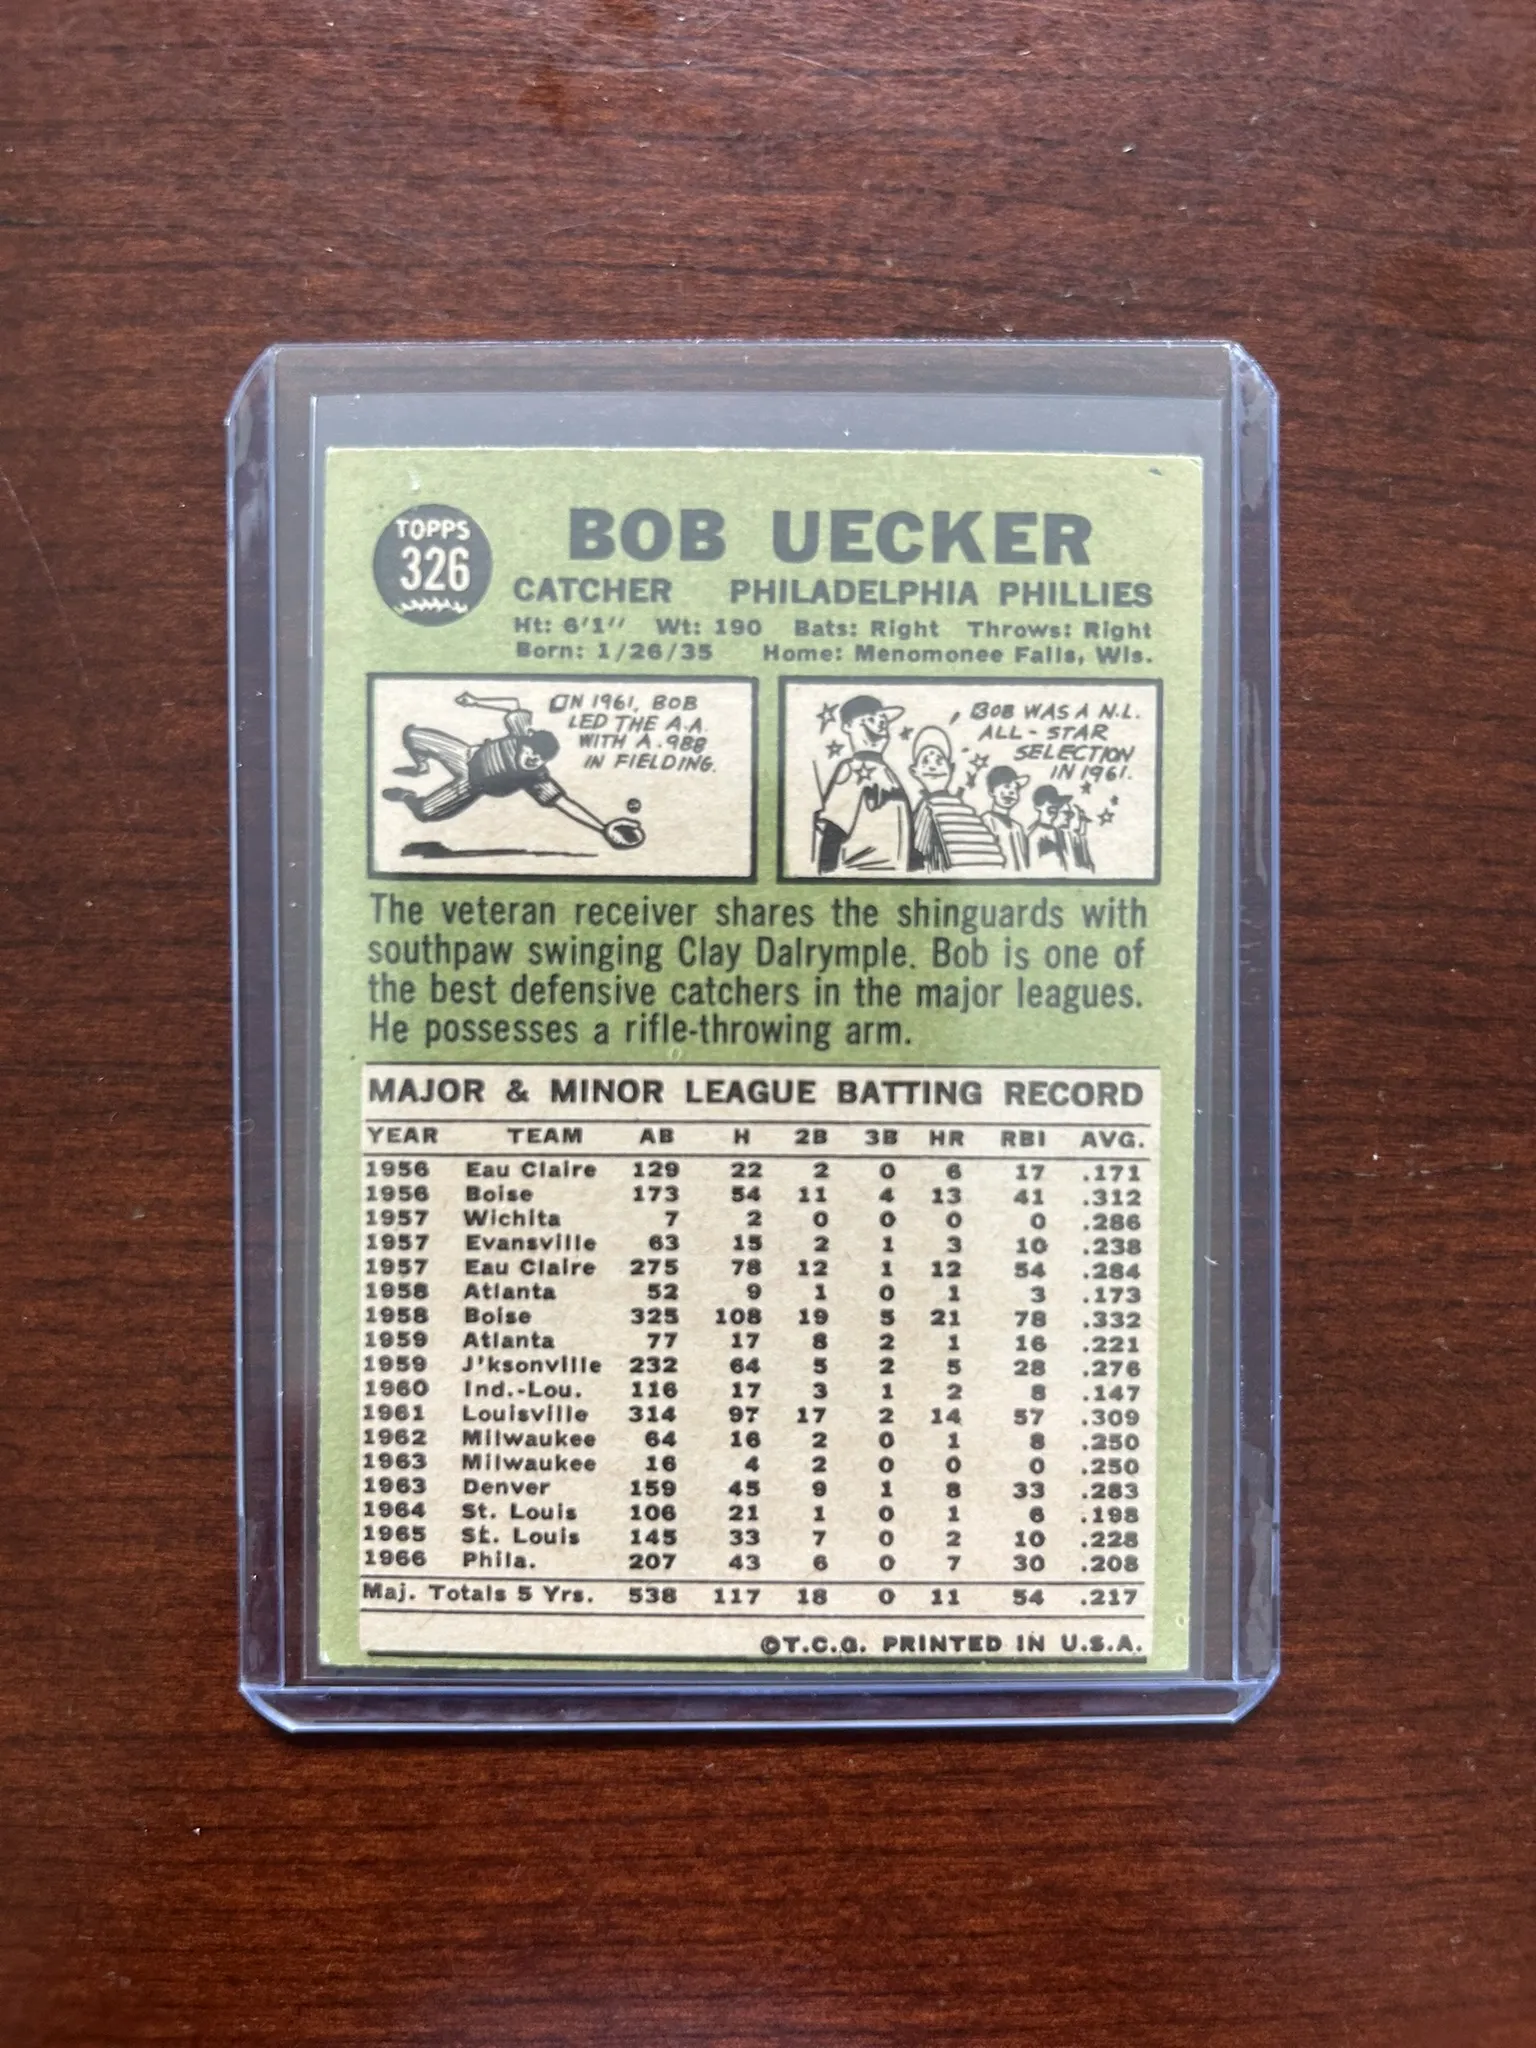 TOPPS
326
BOB UECKER
CATCHER PHILADELPHIA PHILLIES
Ht: 6'1" Wt: 190 Bats: Right Throws: Right
Born: 1/26/35 Home: Menomonee Falls, Wis.
IN 1961, BOB
LED THE A.A.
WITH A .988
IN FIELDING.
BOB WAS A N.L.
ALL-STAR
SELECTION
IN 1961.
The veteran receiver shares the shinguards with
southpaw swinging Clay Dalrymple. Bob is one of
the best defensive catchers in the major leagues.
He possesses a rifle-throwing arm.
MAJOR & MINOR LEAGUE BATTING RECORD
YEAR TEAM AB H 2B 3B HR RBI AVG.
1956 Eau Claire 129 22 2 0 6 17 .171
1956 Boise 173 54 11 4 13 41 .312
1957 Wichita 7 2 0 0 0 0 .286
1957 Evansville 63 15 2 1 3 10 .238
1957 Eau Claire 275 78 12 1 12 54 .284
1958 Atlanta 52 9 1 0 1 3 .173
1958 Boise 325 108 19 5 21 78 .332
1959 Atlanta 77 17 8 2 1 16 .221
1959 J'ksonville 232 64 5 2 5 28 .276
1960 Ind.-Lou. 116 17 3 1 2 8 .147
1961 Louisville 314 97 17 2 14 57 .309
1962 Milwaukee 64 16 2 0 1 8 .250
1963 Milwaukee 16 4 2 0 0 0 .250
1963 Denver 159 45 9 1 8 33 .283
1964 St. Louis 106 21 1 0 1 6 .198
1965 St. Louis 145 33 7 0 2 10 .228
1966 Phila. 207 43 6 0 7 30 .208
Maj. Totals 5 Yrs. 538 117 18 0 11 54 .217
©T.C.G. PRINTED IN U.S.A.